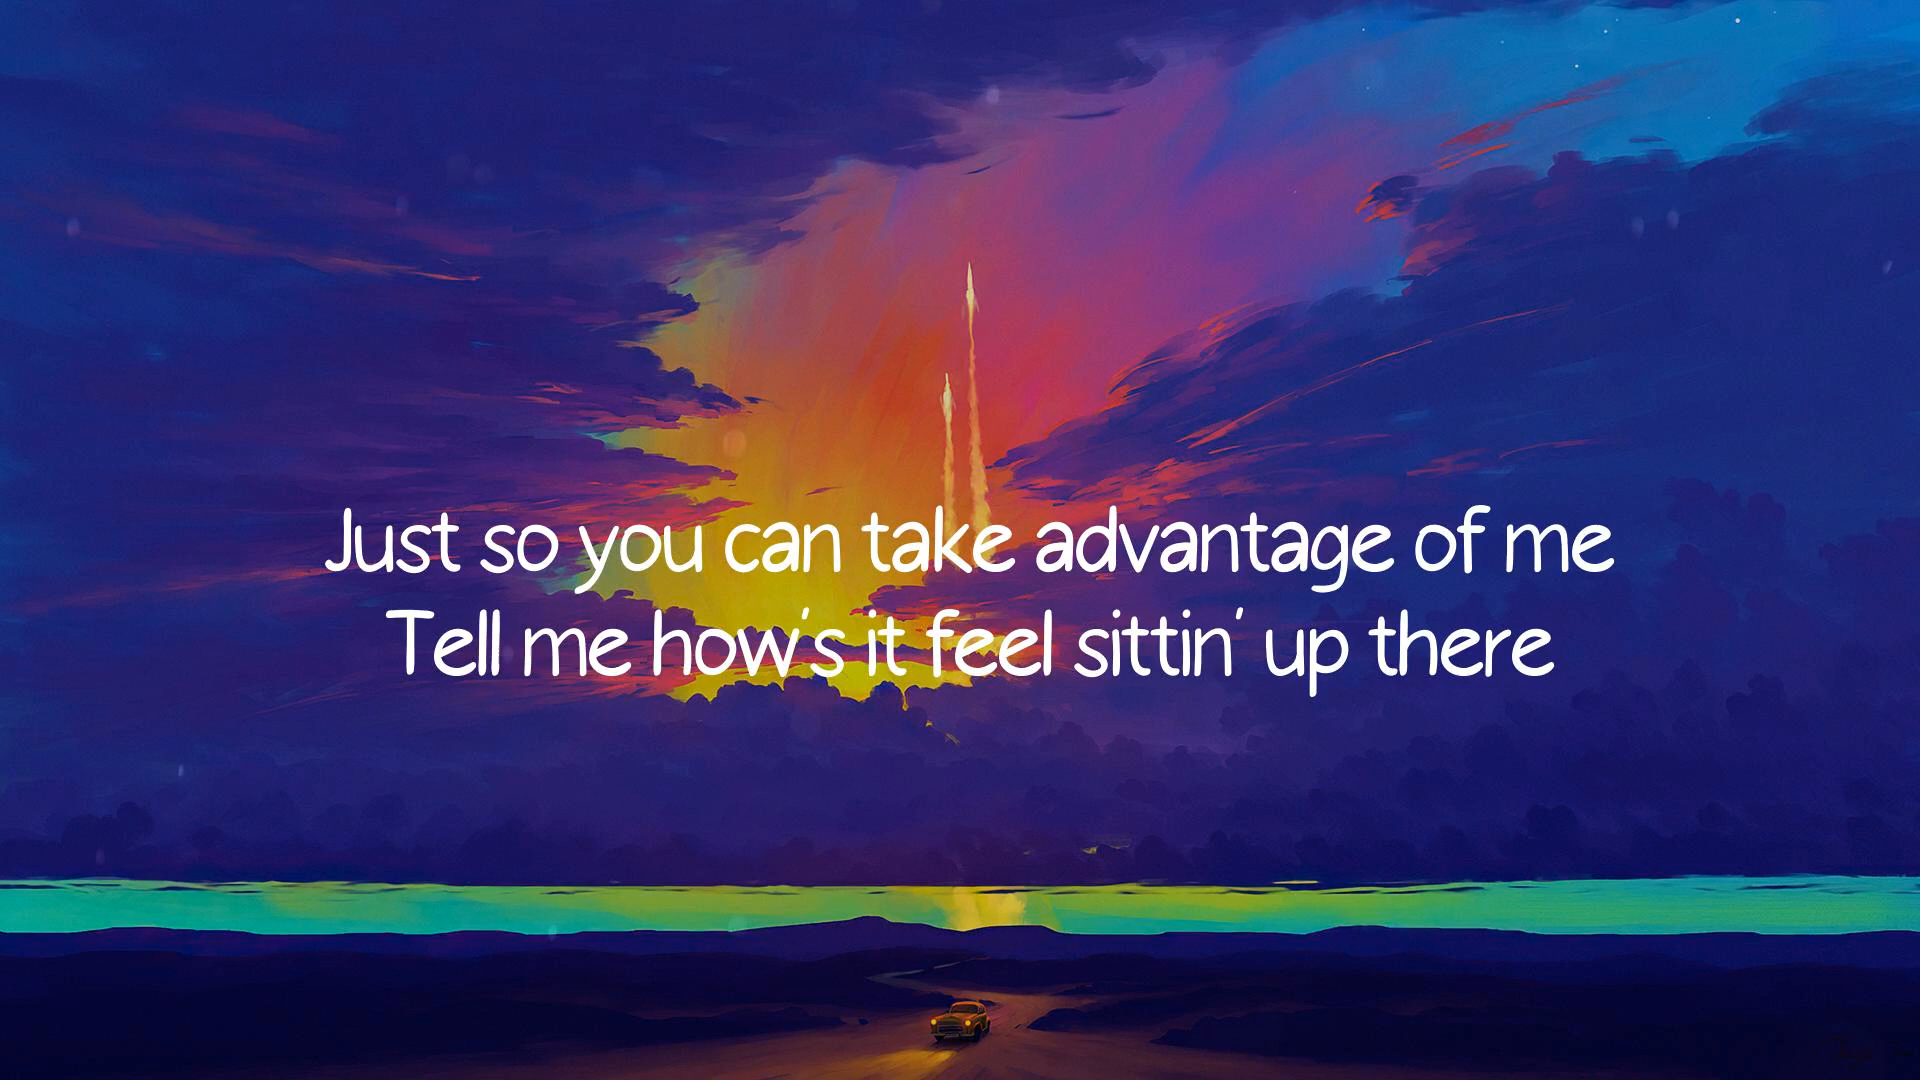 Just so you can take advantage of me
Tell me how's it feel sittin' up there